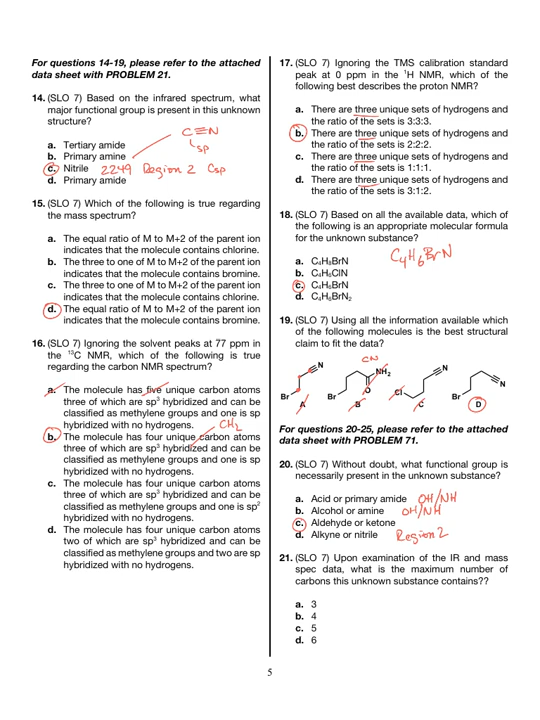 For questions 14-19, please refer to the attached
data sheet with PROBLEM 21.
14. (SLO 7) Based on the infrared spectrum, what
major functional group is present in this unknown
structure?
C≡N
sp
a. Tertiary amide
b. Primary amine
c. Nitrile 2249 Region 2 Csp
d. Primary amide
15. (SLO 7) Which of the following is true regarding
the mass spectrum?
a. The equal ratio of M to M+2 of the parent ion
indicates that the molecule contains chlorine.
b. The three to one of M to M+2 of the parent ion
indicates that the molecule contains bromine.
c. The three to one of M to M+2 of the parent ion
indicates that the molecule contains chlorine.
d. The equal ratio of M to M+2 of the parent ion
indicates that the molecule contains bromine.
16. (SLO 7) Ignoring the solvent peaks at 77 ppm in
the ¹³C NMR, which of the following is true
regarding the carbon NMR spectrum?
a. The molecule has five unique carbon atoms
three of which are sp³ hybridized and can be
classified as methylene groups and one is sp
hybridized with no hydrogens. CH₂
b. The molecule has four unique carbon atoms
three of which are sp³ hybridized and can be
classified as methylene groups and one is sp
hybridized with no hydrogens.
c. The molecule has four unique carbon atoms
three of which are sp³ hybridized and can be
classified as methylene groups and one is sp²
hybridized with no hydrogens.
d. The molecule has four unique carbon atoms
two of which are sp³ hybridized and can be
classified as methylene groups and two are sp
hybridized with no hydrogens.
17. (SLO 7) Ignoring the TMS calibration standard
peak at 0 ppm in the ¹H NMR, which of the
following best describes the proton NMR?
a. There are three unique sets of hydrogens and
the ratio of the sets is 3:3:3.
b. There are three unique sets of hydrogens and
the ratio of the sets is 2:2:2.
c. There are three unique sets of hydrogens and
the ratio of the sets is 1:1:1.
d. There are three unique sets of hydrogens and
the ratio of the sets is 3:1:2.
18. (SLO 7) Based on all the available data, which of
the following is an appropriate molecular formula
for the unknown substance?
C₄H₆BrN
a. C₄H₈BrN
b. C₄H₆ClN
c. C₄H₆BrN
d. C₄H₆BrN₂
19. (SLO 7) Using all the information available which
of the following molecules is the best structural
claim to fit the data?
CN
N NH₂ N
Br Br O Cl Br N
A B C D
For questions 20-25, please refer to the attached
data sheet with PROBLEM 71.
20. (SLO 7) Without doubt, what functional group is
necessarily present in the unknown substance?
a. Acid or primary amide OH/NH
b. Alcohol or amine OH/NH
c. Aldehyde or ketone
d. Alkyne or nitrile Region 2
21. (SLO 7) Upon examination of the IR and mass
spec data, what is the maximum number of
carbons this unknown substance contains??
a. 3
b. 4
c. 5
d. 6
5